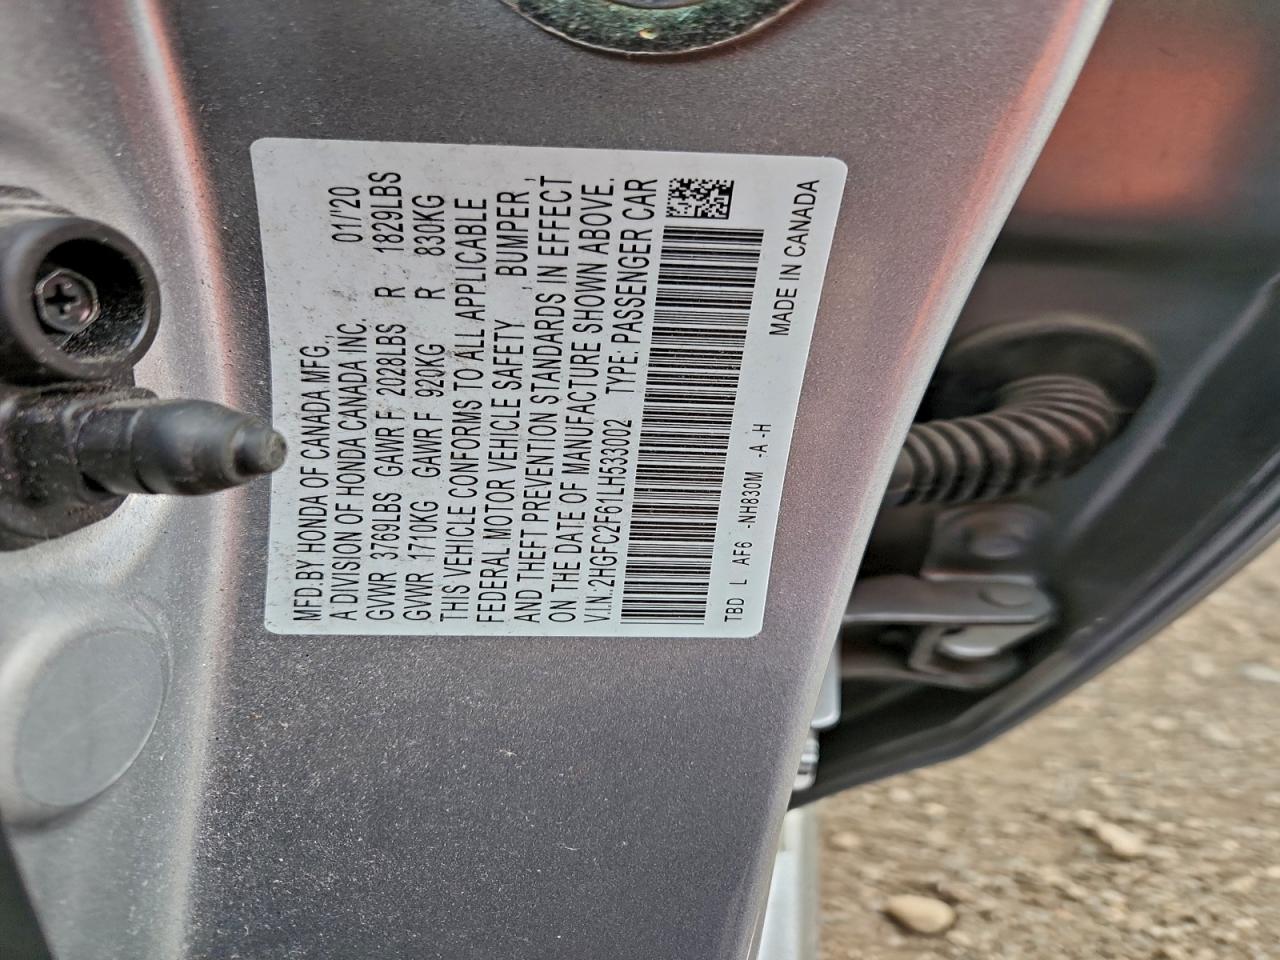 MFD.BY HONDA OF CANADA MFG., 01/'20
A DIVISION OF HONDA CANADA INC.
GVWR 3769LBS GAWR F 2028LBS R 1829LBS
GVWR 1710KG GAWR F 920KG R 830KG
THIS VEHICLE CONFORMS TO ALL APPLICABLE
FEDERAL MOTOR VEHICLE SAFETY , BUMPER ,
AND THEFT PREVENTION STANDARDS IN EFFECT
ON THE DATE OF MANUFACTURE SHOWN ABOVE.
V.I.N.:2HGFC2F61LH533002 TYPE: PASSENGER CAR
TBD L AF6 -NH830M -A -H MADE IN CANADA